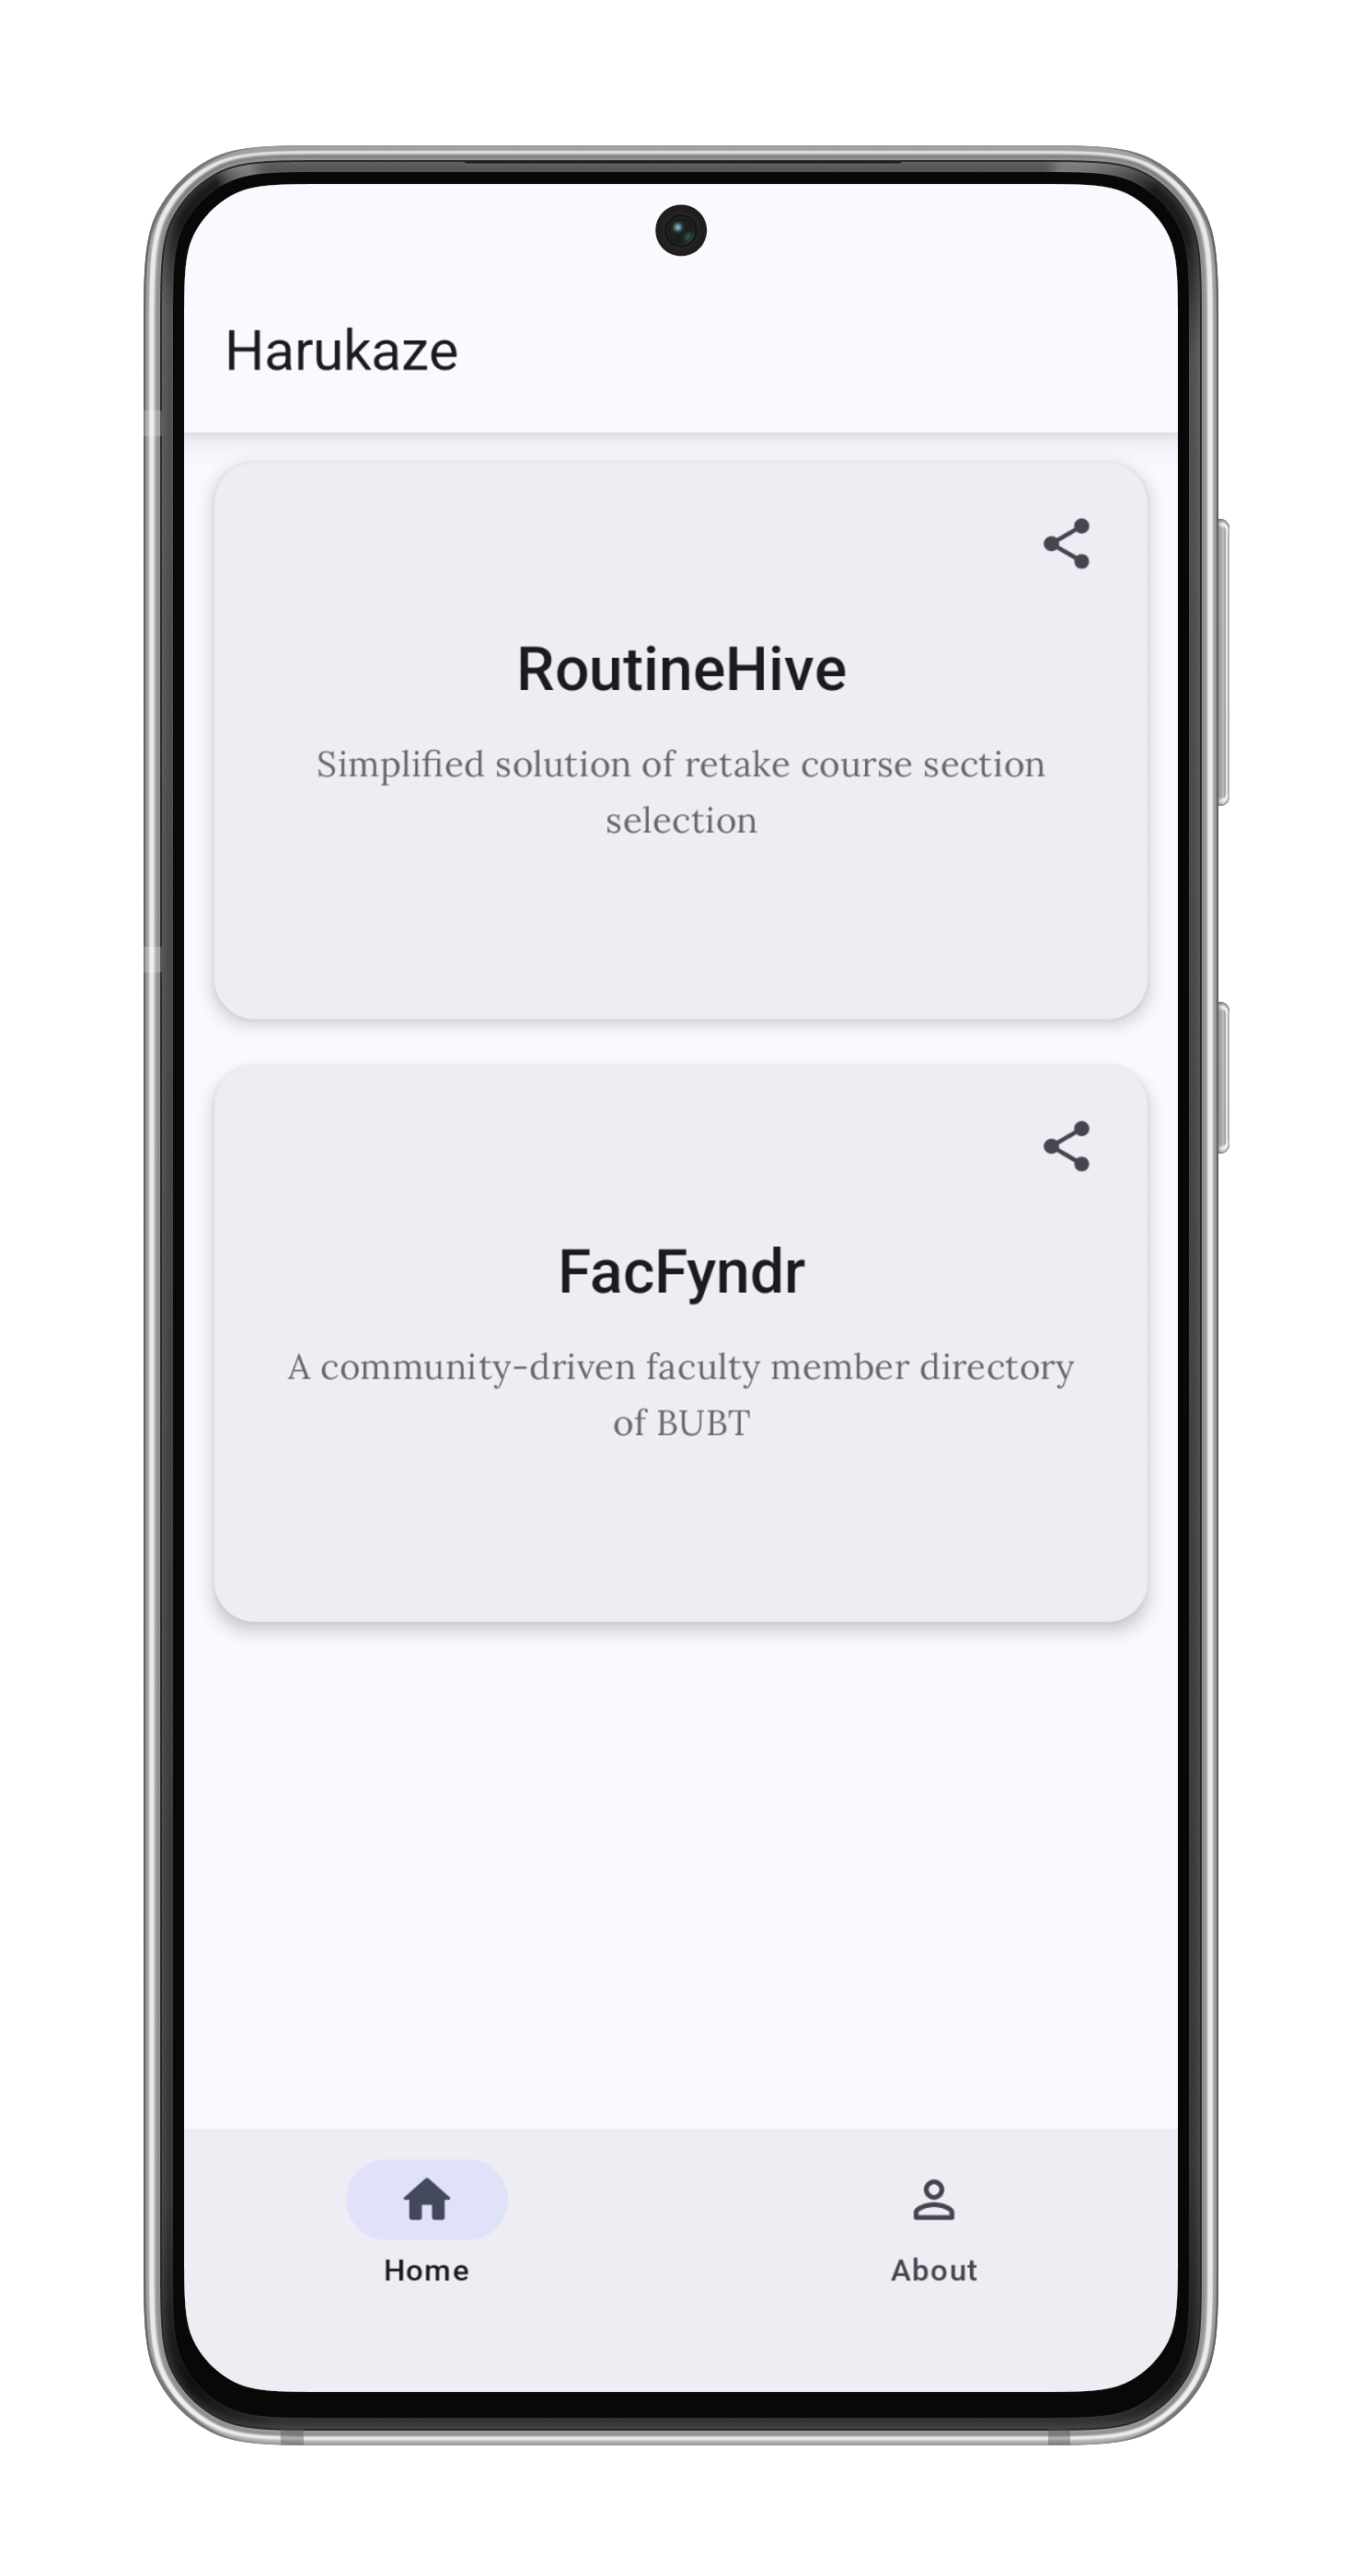 Harukaze
RoutineHive
Simplified solution of retake course section
selection
FacFyndr
A community-driven faculty member directory
of BUBT
Home
About